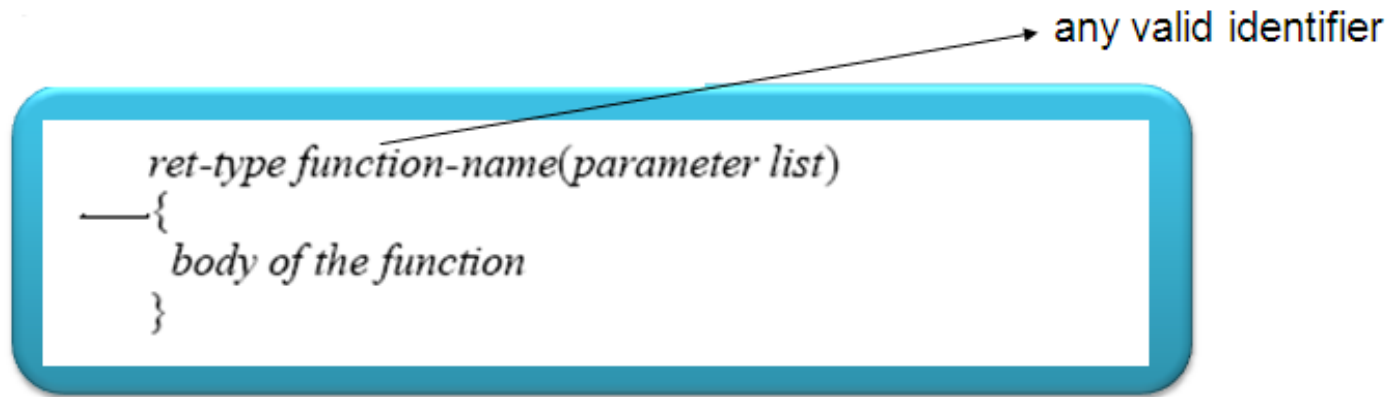 any valid identifier
ret-type function-name(parameter list)
{
body of the function
}